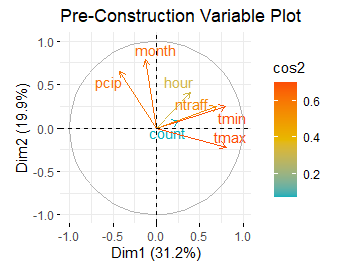 Pre-Construction Variable Plot
1.0
0.5
0.0
-0.5
-1.0
Dim2 (19.9%)
month
pcip
hour
ntraff
tmin
count
tmax
-1.0 -0.5 0.0 0.5 1.0
Dim1 (31.2%)
cos2
0.6
0.4
0.2